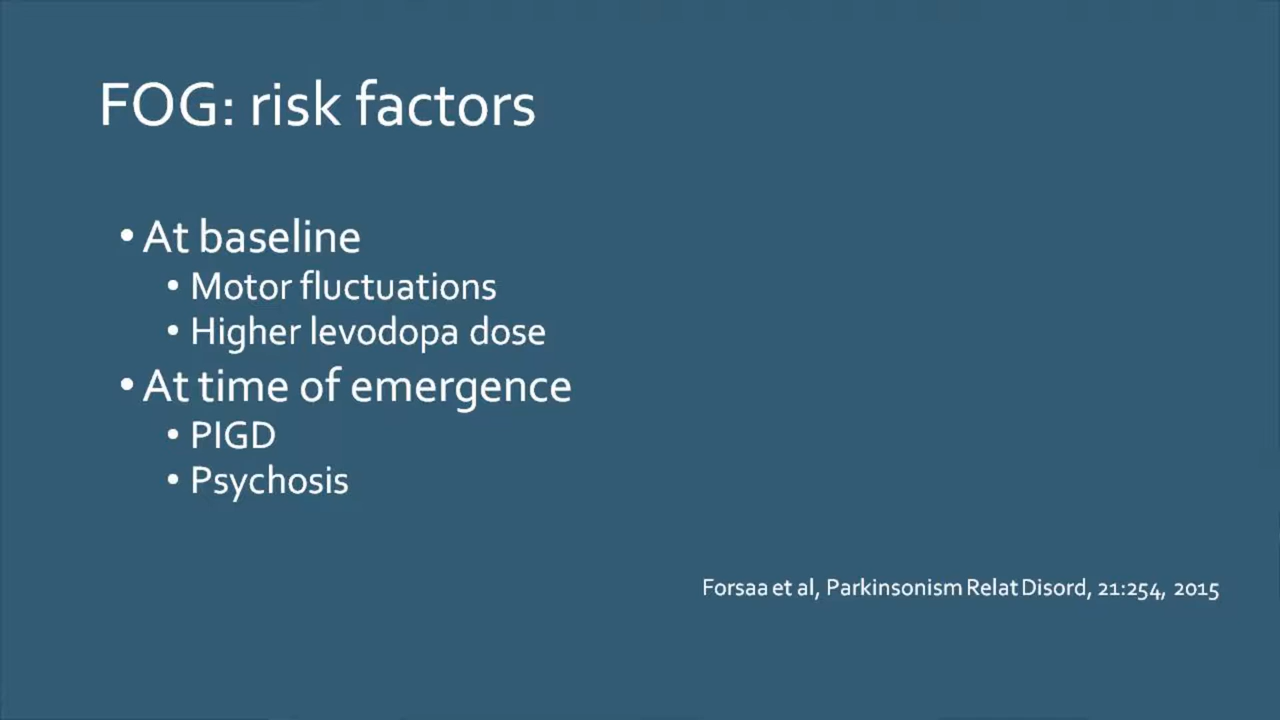 FOG: risk factors
• At baseline
• Motor fluctuations
• Higher levodopa dose
• At time of emergence
• PIGD
• Psychosis
Forsaa et al, Parkinsonism Relat Disord, 21:254, 2015